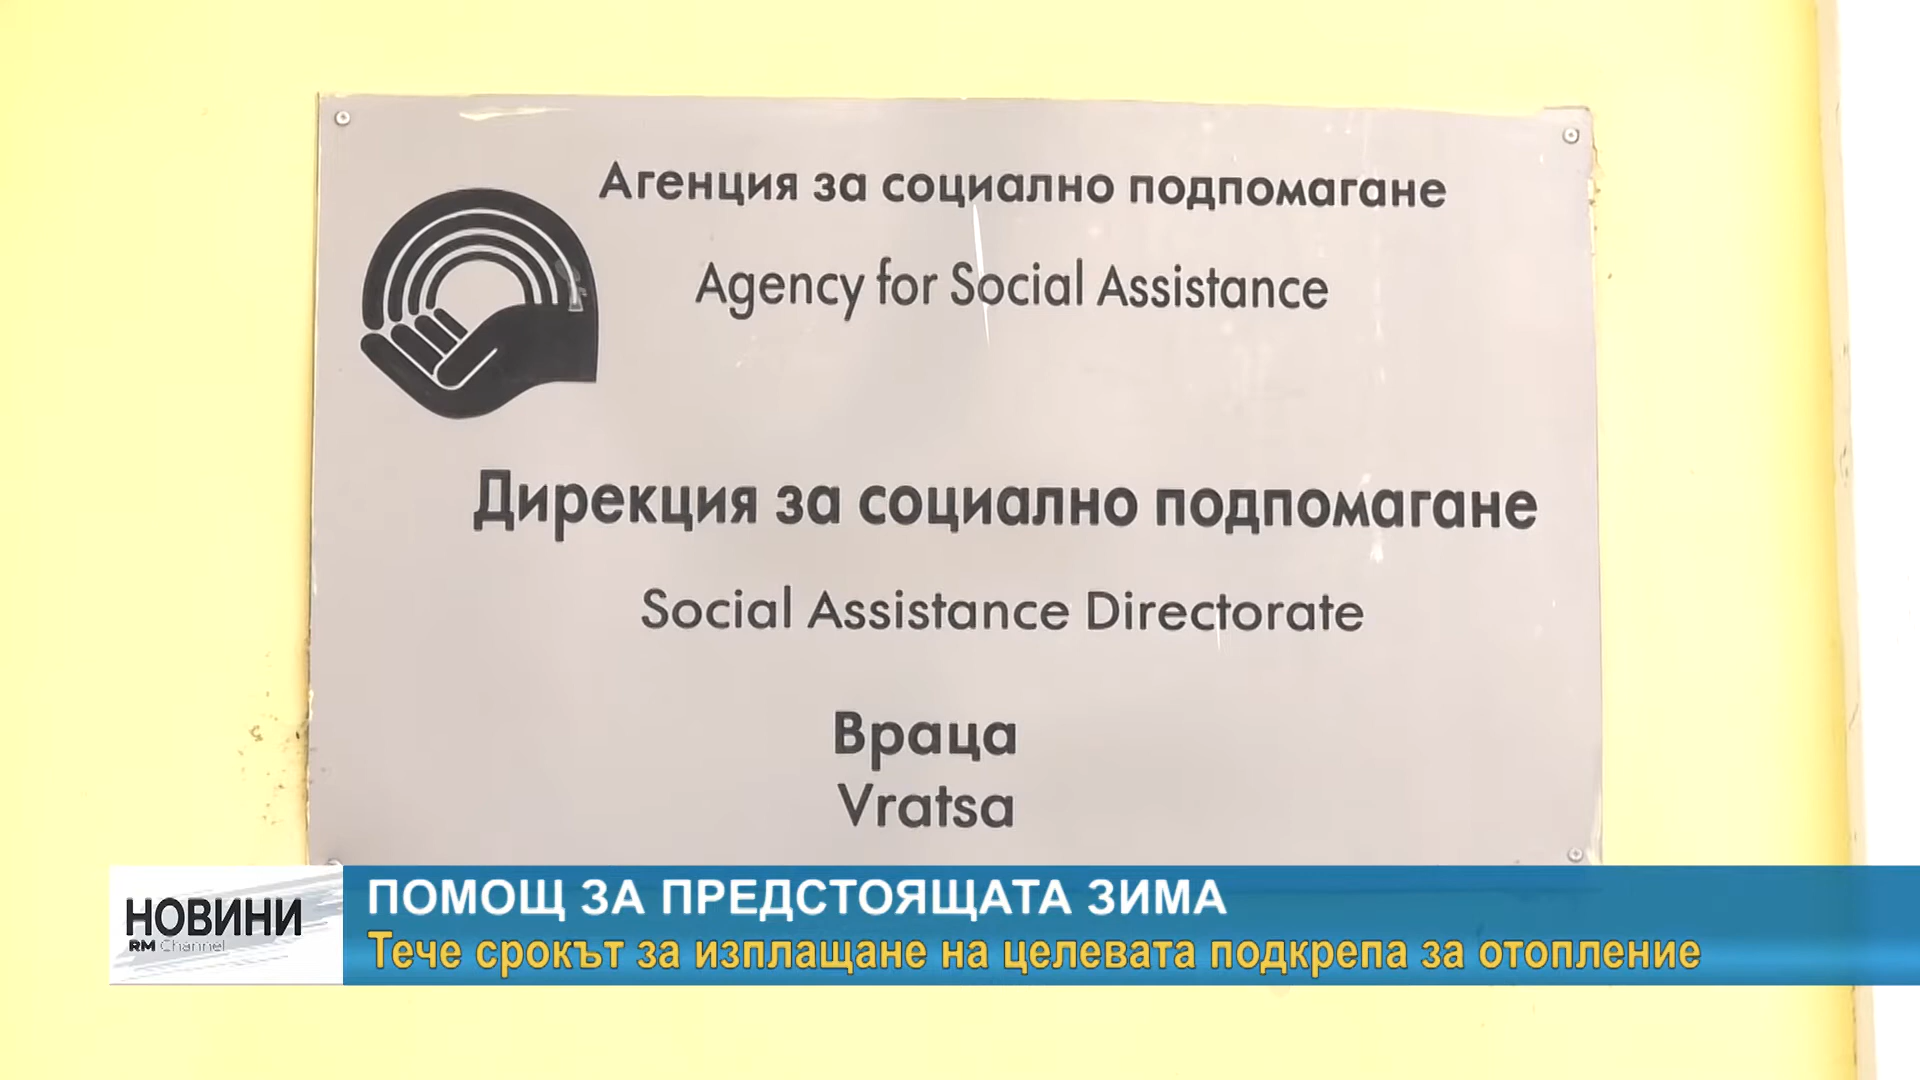 Агенция за социално подпомагане
Agency for Social Assistance
Дирекция за социално подпомагане
Social Assistance Directorate
Враца
Vratsa
НОВИНИ
RM Channel
ПОМОЩ ЗА ПРЕДСТОЯЩАТА ЗИМА
Тече срокът за изплащане на целевата подкрепа за отопление